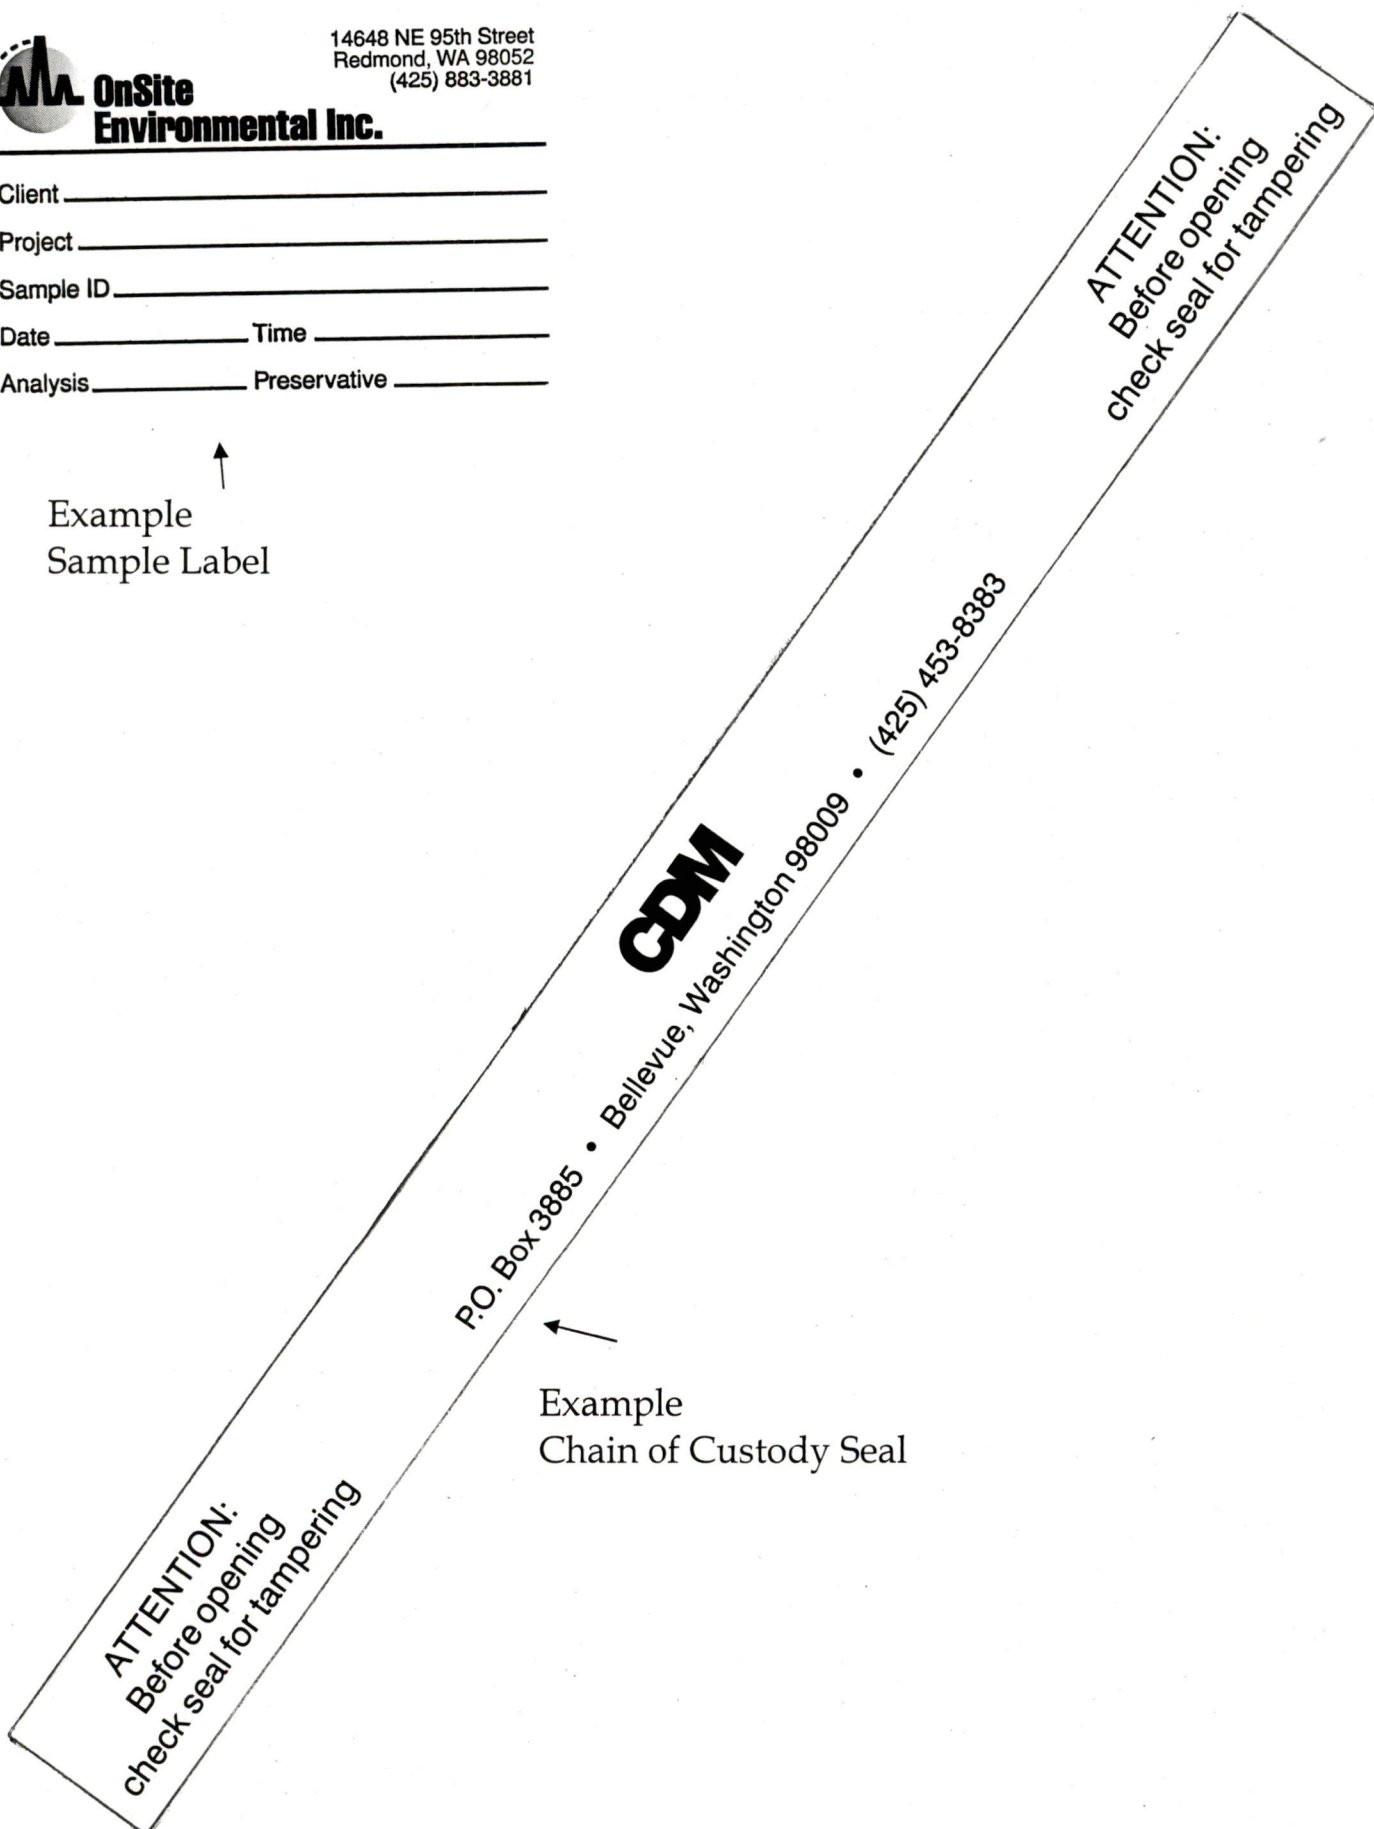 14648 NE 95th Street
Redmond, WA 98052
(425) 883-3881
OnSite
Environmental Inc.
Client
Project
Sample ID
Date Time
Analysis Preservative
Example
Sample Label
ATTENTION:
Before opening
check seal for tampering
CDM
P.O. Box 3885 • Bellevue, Washington 98009 • (425) 453-8383
Example
Chain of Custody Seal
ATTENTION:
Before opening
check seal for tampering